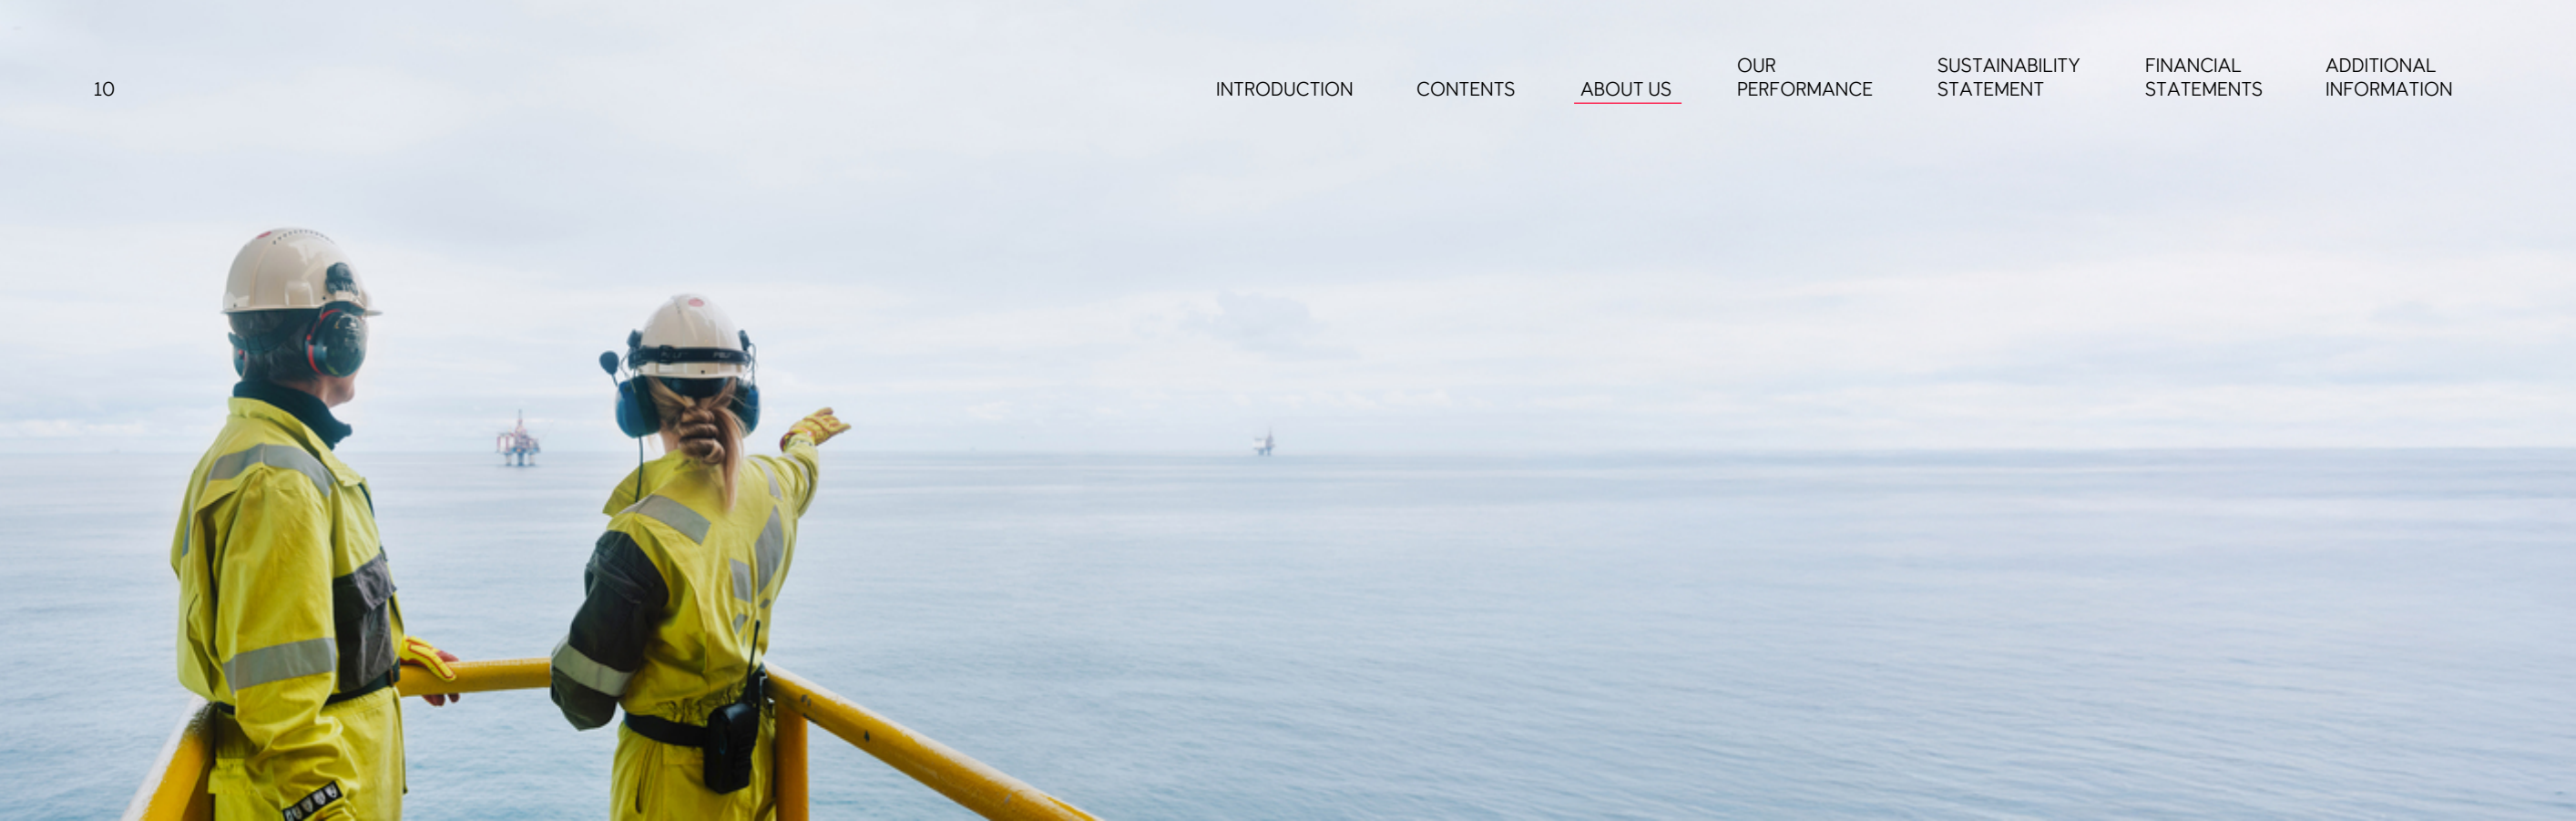 10
INTRODUCTION
CONTENTS
ABOUT US
OUR
PERFORMANCE
SUSTAINABILITY
STATEMENT
FINANCIAL
STATEMENTS
ADDITIONAL
INFORMATION